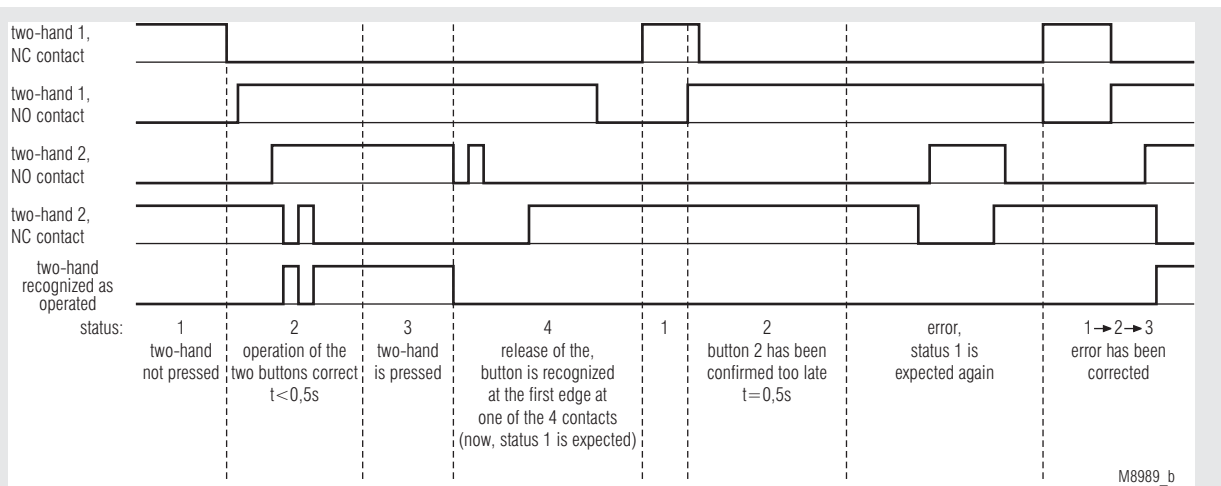 two-hand 1,
NC contact
two-hand 1,
NO contact
two-hand 2,
NO contact
two-hand 2,
NC contact
two-hand
recognized as
operated
status:
1
two-hand
not pressed
2
operation of the
two buttons correct
t<0,5s
3
two-hand
is pressed
4
release of the,
button is recognized
at the first edge at
one of the 4 contacts
(now, status 1 is expected)
1
2
button 2 has been
confirmed too late
t=0,5s
error,
status 1 is
expected again
1→2→3
error has been
corrected
M8989_b